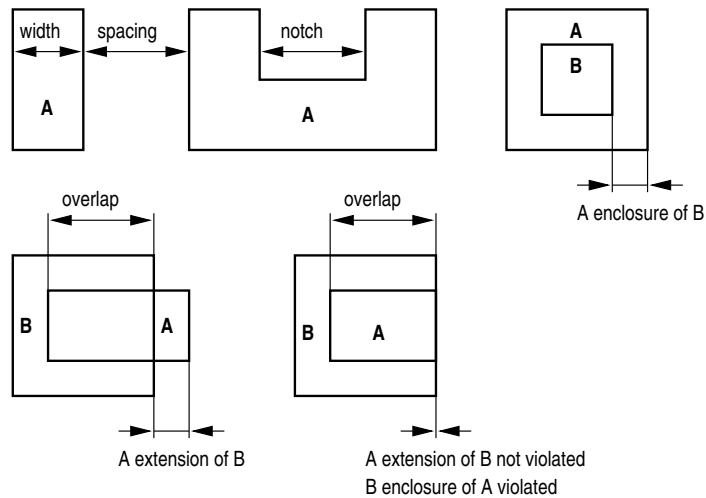 width
spacing
notch
A
A
A
B
A enclosure of B
overlap
overlap
B
A
B
A
A extension of B
A extension of B not violated
B enclosure of A violated